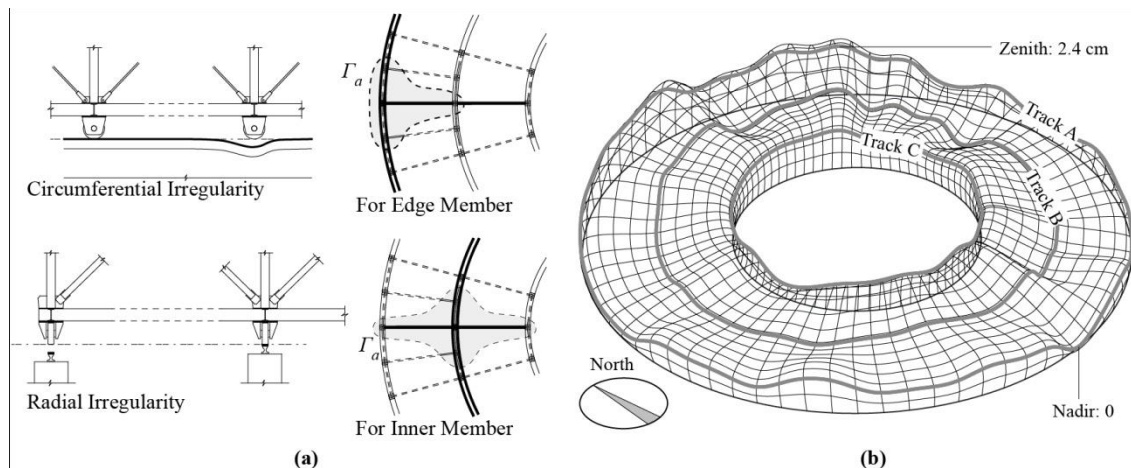 Circumferential Irregularity
Γa
For Edge Member
Radial Irregularity
Γa
For Inner Member
(a)
Zenith: 2.4 cm
Track A
Track B
Track C
North
Nadir: 0
(b)